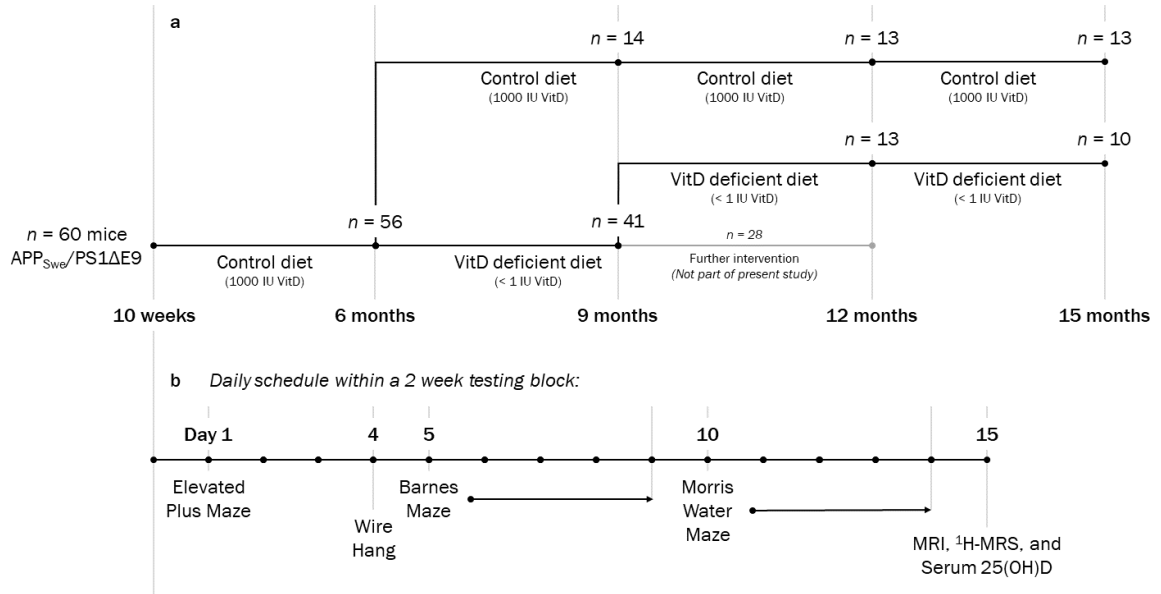 a
n = 14
n = 13
n = 13
Control diet
(1000 IU VitD)
Control diet
(1000 IU VitD)
Control diet
(1000 IU VitD)
n = 13
n = 10
VitD deficient diet
(< 1 IU VitD)
VitD deficient diet
(< 1 IU VitD)
n = 60 mice
APPSwe/PS1ΔE9
n = 56
n = 41
n = 28
Control diet
(1000 IU VitD)
VitD deficient diet
(< 1 IU VitD)
Further intervention
(Not part of present study)
10 weeks 6 months 9 months 12 months 15 months
b Daily schedule within a 2 week testing block:
Day 1 4 5 10 15
Elevated
Plus Maze
Wire
Hang
Barnes
Maze
Morris
Water
Maze
MRI, ¹H-MRS, and
Serum 25(OH)D